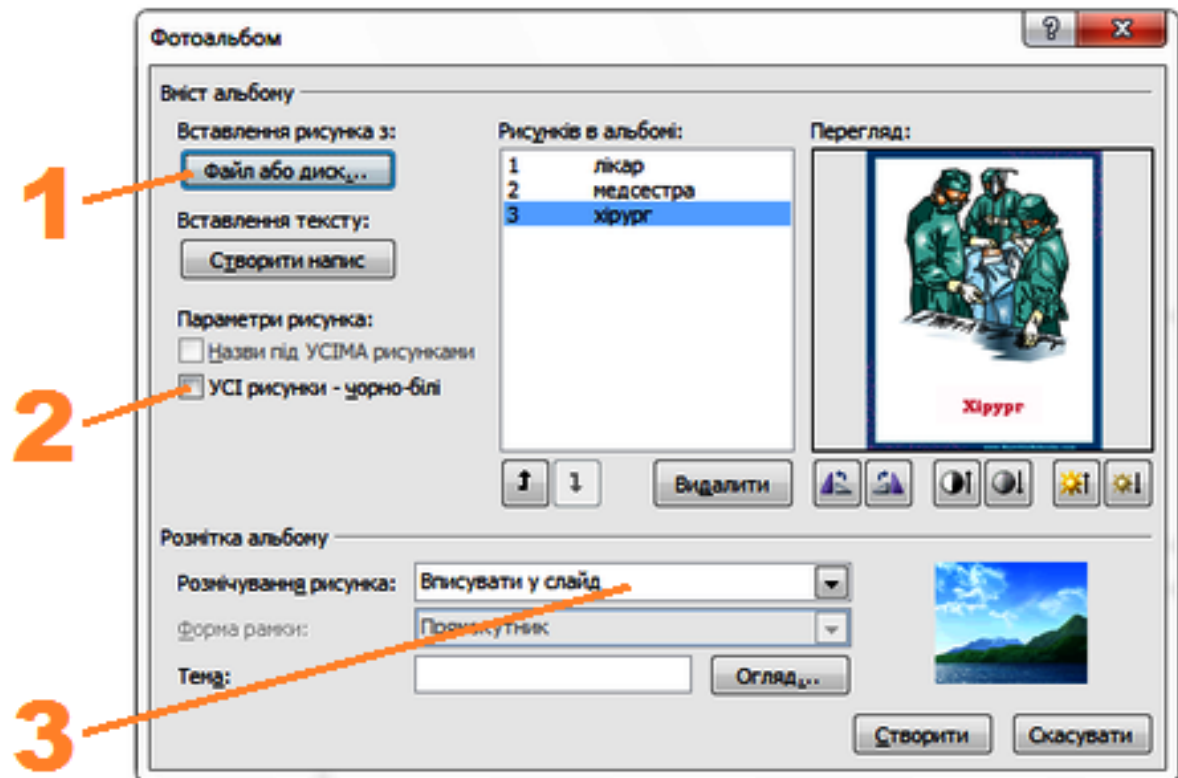 Фотоальбом
Вміст альбому
Вставлення рисунка з:
Файл або диск...
Вставлення тексту:
Створити напис
Параметри рисунка:
Назви під УСІМА рисунками
УСІ рисунки - чорно-білі
Рисунків в альбомі:
1 лікар
2 медсестра
3 хірург
Видалити
Перегляд:
Хірург
Розмітка альбому
Розмічування рисунка: Вписувати у слайд
Форма рамки: Прямокутник
Тема:
Огляд...
Створити Скасувати
1
2
3